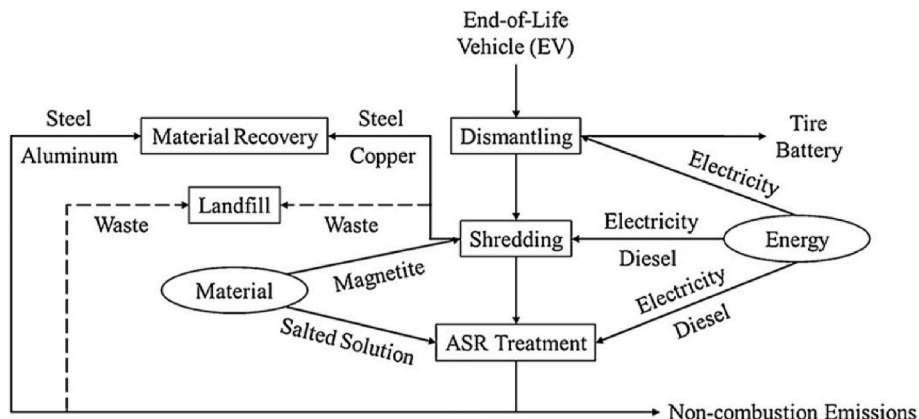 End-of-Life
Vehicle (EV)
Steel
Aluminum
Material Recovery
Steel
Copper
Dismantling
Tire
Battery
Electricity
Waste
Landfill
Waste
Shredding
Electricity
Diesel
Energy
Material
Magnetite
Salted Solution
Electricity
Diesel
ASR Treatment
Non-combustion Emissions